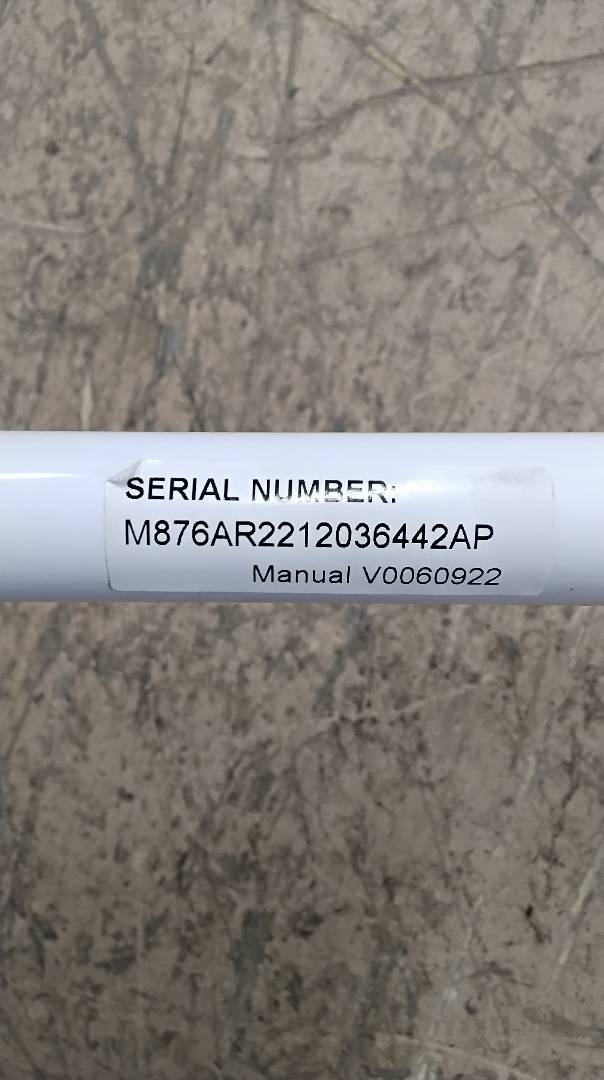 SERIAL NUMBER:
M876AR2212036442AP
Manual V0060922